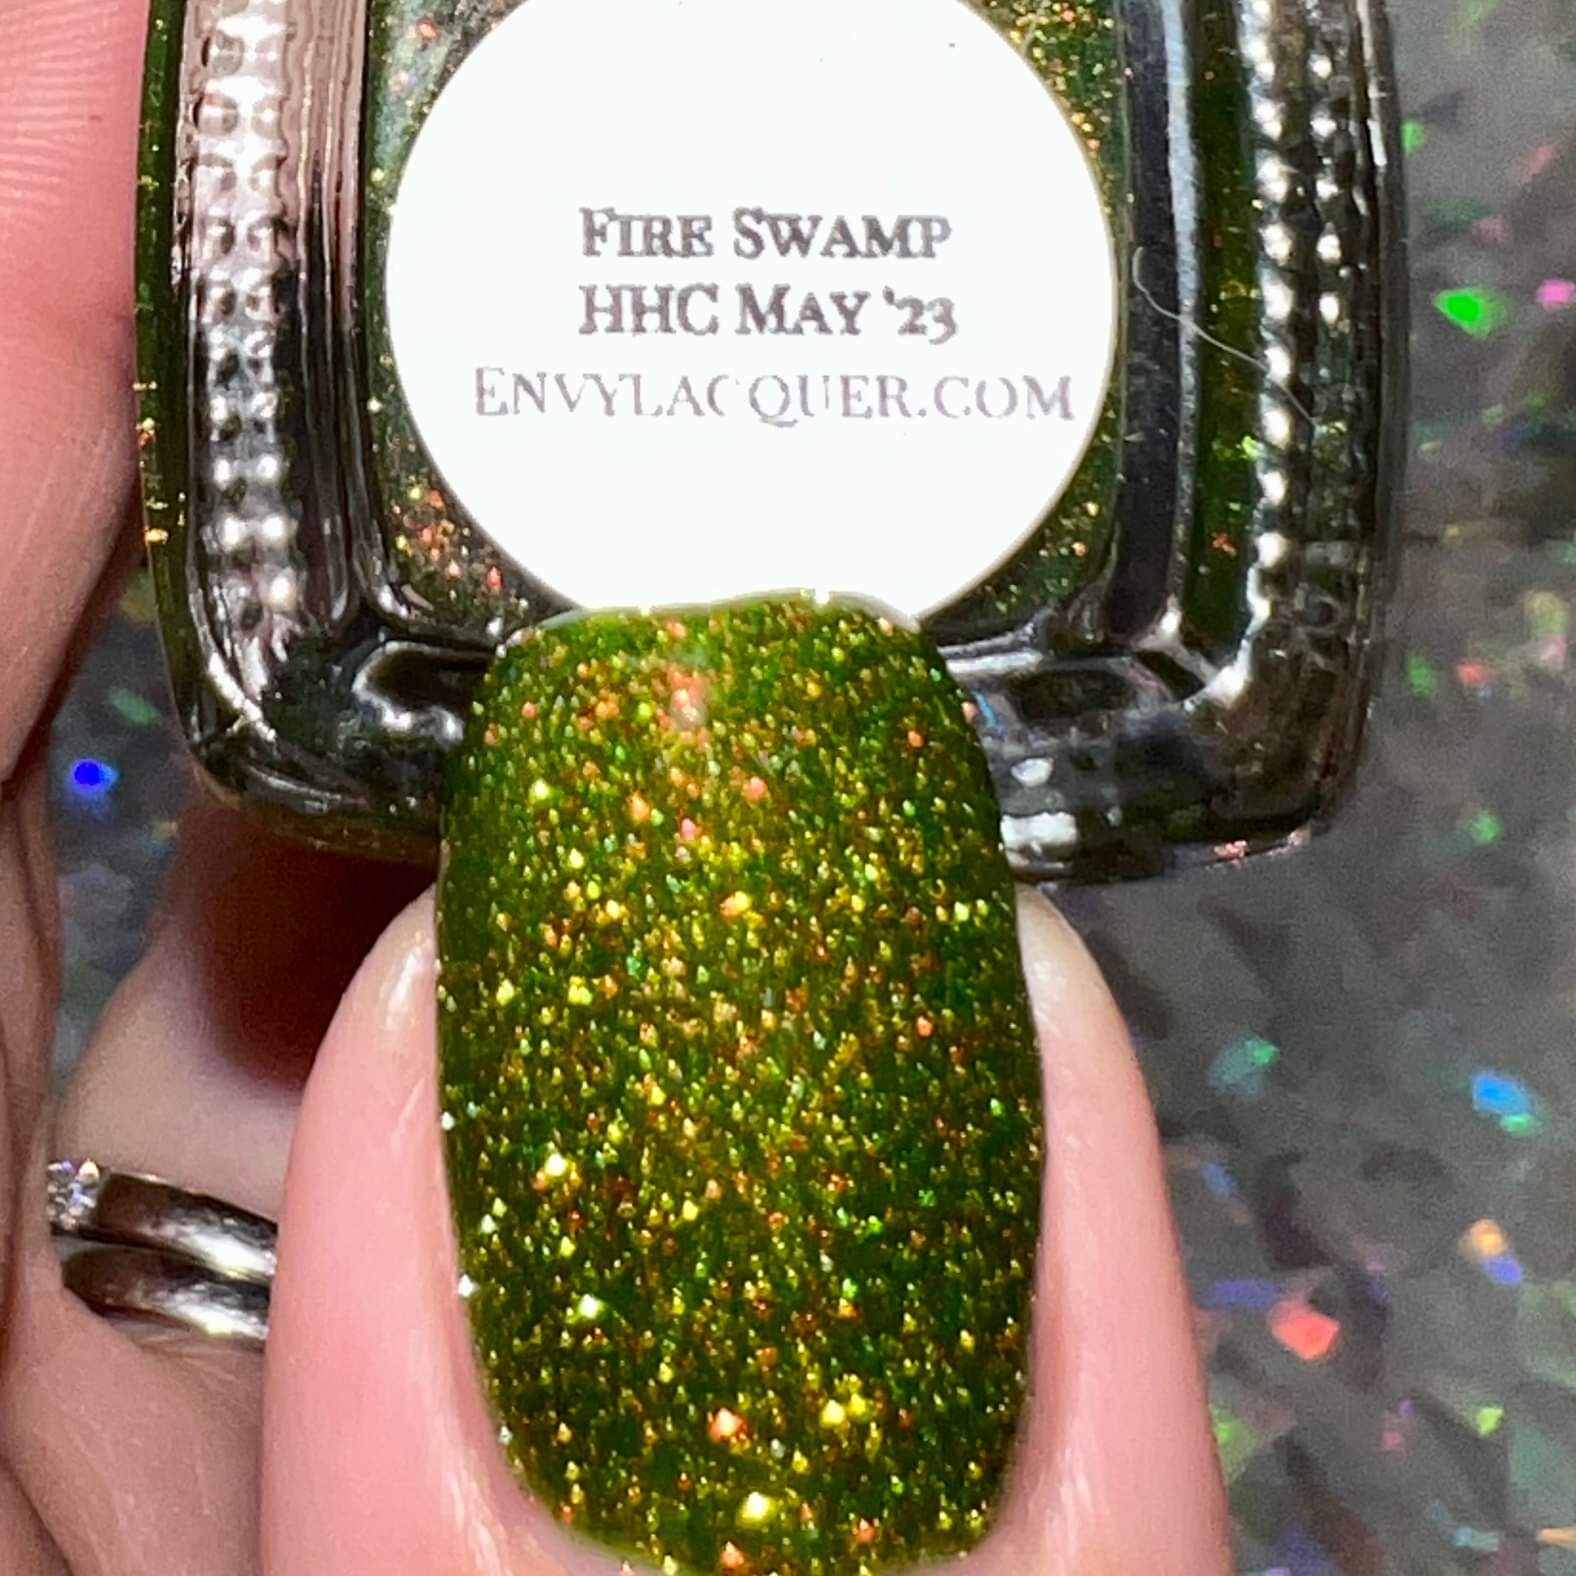 Fire Swamp
HHC May '23
Envylacquer.com